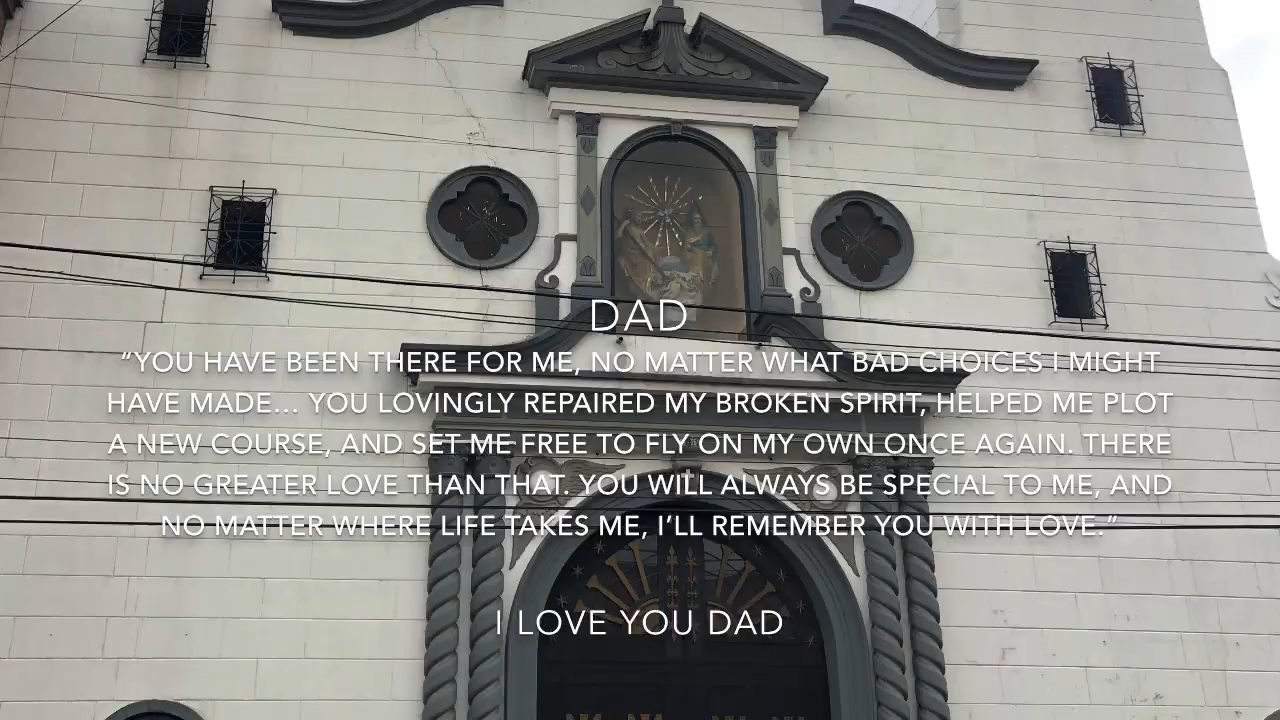 DAD
“YOU HAVE BEEN THERE FOR ME, NO MATTER WHAT BAD CHOICES I MIGHT
HAVE MADE... YOU LOVINGLY REPAIRED MY BROKEN SPIRIT, HELPED ME PLOT
A NEW COURSE, AND SET ME FREE TO FLY ON MY OWN ONCE AGAIN. THERE
IS NO GREATER LOVE THAN THAT. YOU WILL ALWAYS BE SPECIAL TO ME, AND
NO MATTER WHERE LIFE TAKES ME, I’LL REMEMBER YOU WITH LOVE.”
I LOVE YOU DAD